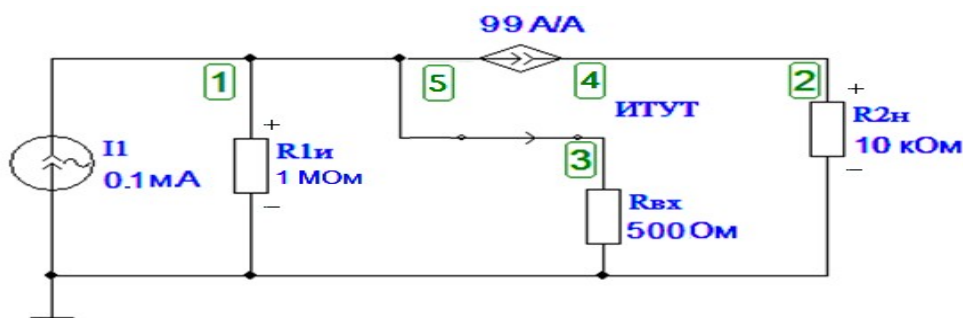 99 A/A
1
5
4
2
ИТУТ
+
R2н
10 кОм
–
I1
0.1мА
+
R1и
1 МОм
–
3
Rвх
500 Ом